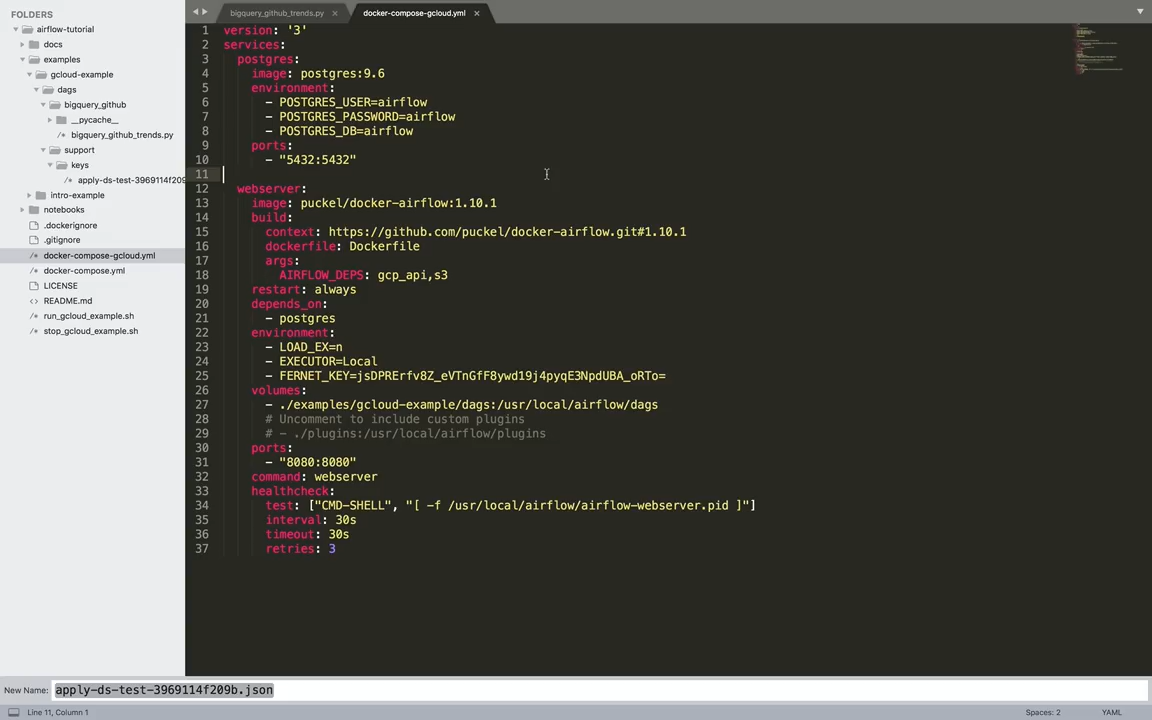 FOLDERS
airflow-tutorial
docs
examples
gcloud-example
dags
bigquery_github
__pycache__
bigquery_github_trends.py
support
keys
apply-ds-test-3969114f209
intro-example
notebooks
.dockerignore
.gitignore
docker-compose-gcloud.yml
docker-compose.yml
LICENSE
README.md
run_gcloud_example.sh
stop_gcloud_example.sh
bigquery_github_trends.py ×
docker-compose-gcloud.yml ×
1 version: '3'
2 services:
3 postgres:
4 image: postgres:9.6
5 environment:
6 - POSTGRES_USER=airflow
7 - POSTGRES_PASSWORD=airflow
8 - POSTGRES_DB=airflow
9 ports:
10 - "5432:5432"
11
12 webserver:
13 image: puckel/docker-airflow:1.10.1
14 build:
15 context: https://github.com/puckel/docker-airflow.git#1.10.1
16 dockerfile: Dockerfile
17 args:
18 AIRFLOW_DEPS: gcp_api,s3
19 restart: always
20 depends_on:
21 - postgres
22 environment:
23 - LOAD_EX=n
24 - EXECUTOR=Local
25 - FERNET_KEY=jsDPRErfv8Z_eVTnGfF8ywd19j4pyqE3NpdUBA_oRTo=
26 volumes:
27 - ./examples/gcloud-example/dags:/usr/local/airflow/dags
28 # Uncomment to include custom plugins
29 # - ./plugins:/usr/local/airflow/plugins
30 ports:
31 - "8080:8080"
32 command: webserver
33 healthcheck:
34 test: ["CMD-SHELL", "[ -f /usr/local/airflow/airflow-webserver.pid ]"]
35 interval: 30s
36 timeout: 30s
37 retries: 3
New Name: apply-ds-test-3969114f209b.json
Line 11, Column 1
Spaces: 2
YAML